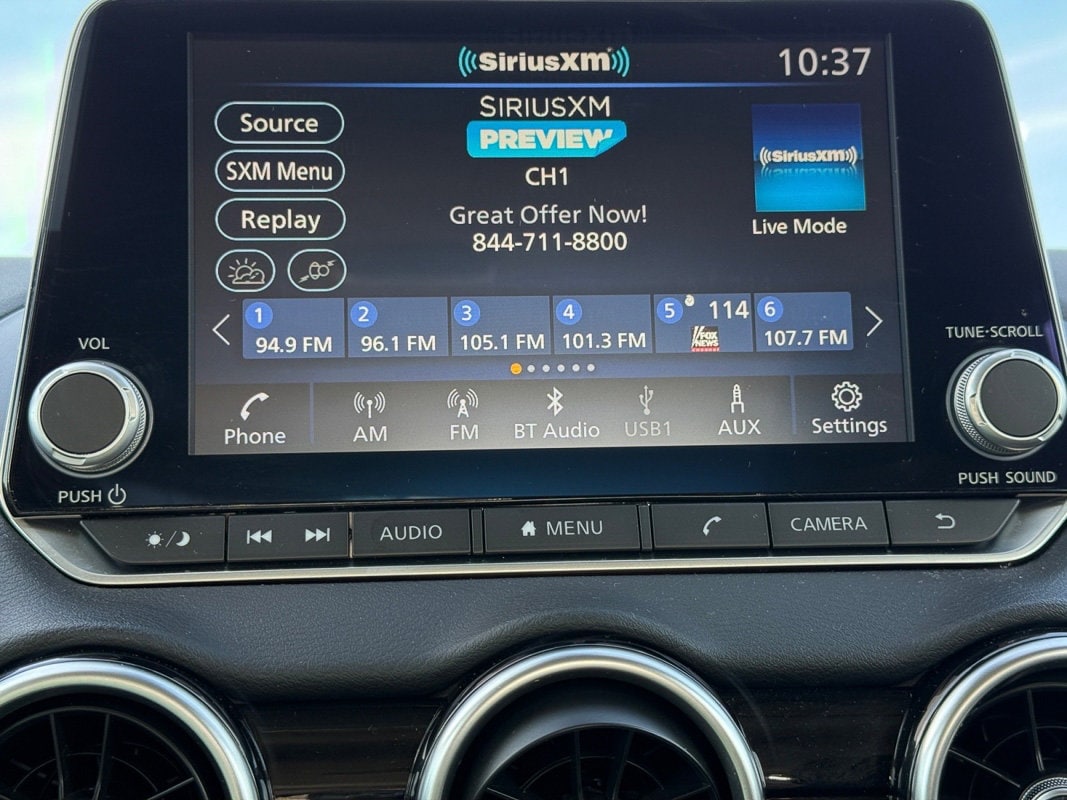 SiriusXM
10:37
Source
SXM Menu
Replay
SIRIUSXM
PREVIEW
CH1
Great Offer Now!
844-711-8800
SiriusXM
Live Mode
1
94.9 FM
2
96.1 FM
3
105.1 FM
4
101.3 FM
5
114
FOX
NEWS
6
107.7 FM
Phone
AM
FM
BT Audio
USB1
AUX
Settings
VOL
PUSH
TUNE·SCROLL
PUSH SOUND
AUDIO
MENU
CAMERA